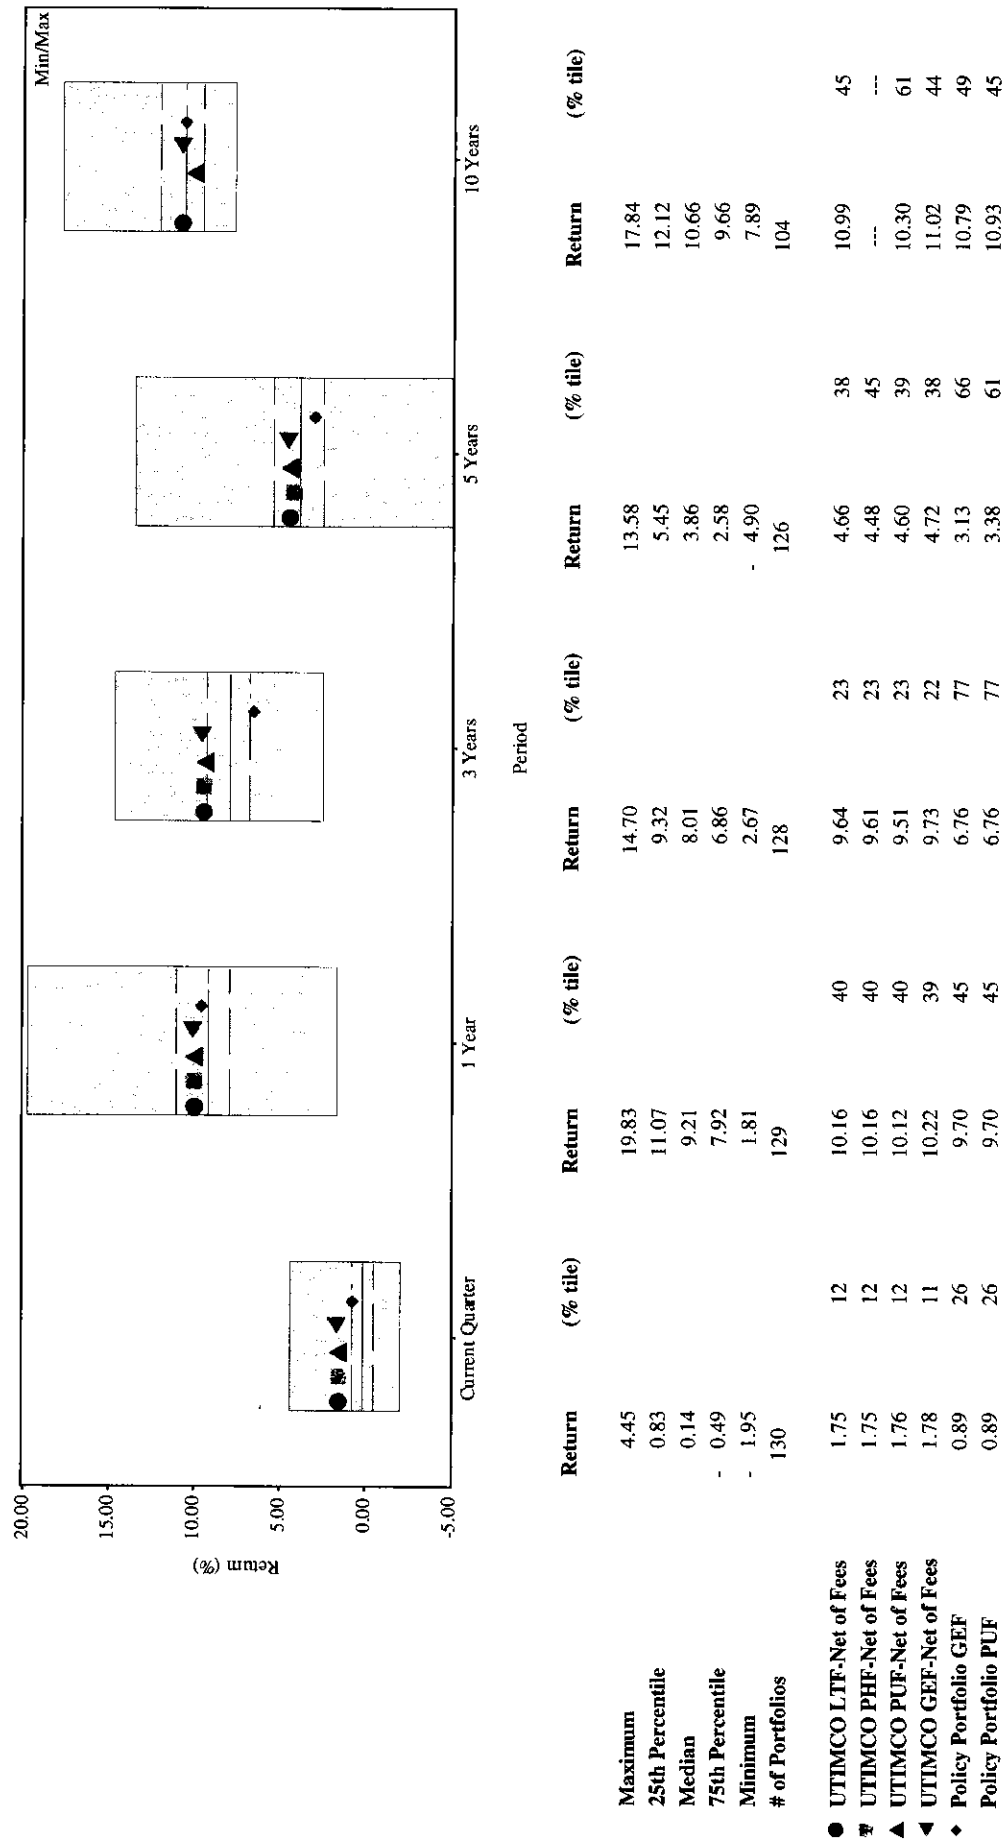 Min/Max
20.00
15.00
10.00
5.00
0.00
-5.00
Return (%)
Current Quarter
1 Year
3 Years
5 Years
10 Years
Period
Return (% tile) Return (% tile) Return (% tile) Return (% tile) Return (% tile)
Maximum 4.45 19.83 14.70 13.58 17.84
25th Percentile 0.83 11.07 9.32 5.45 12.12
Median 0.14 9.21 8.01 3.86 10.66
75th Percentile - 0.49 7.92 6.86 2.58 9.66
Minimum - 1.95 1.81 2.67 - 4.90 7.89
# of Portfolios 130 129 128 126 104
UTIMCO LTF-Net of Fees 1.75 12 10.16 40 9.64 23 4.66 38 10.99 45
UTIMCO PHF-Net of Fees 1.75 12 10.16 40 9.61 23 4.48 45 --- ---
UTIMCO PUF-Net of Fees 1.76 12 10.12 40 9.51 23 4.60 39 10.30 61
UTIMCO GEF-Net of Fees 1.78 11 10.22 39 9.73 22 4.72 38 11.02 44
Policy Portfolio GEF 0.89 26 9.70 45 6.76 77 3.13 66 10.79 49
Policy Portfolio PUF 0.89 26 9.70 45 6.76 77 3.38 61 10.93 45